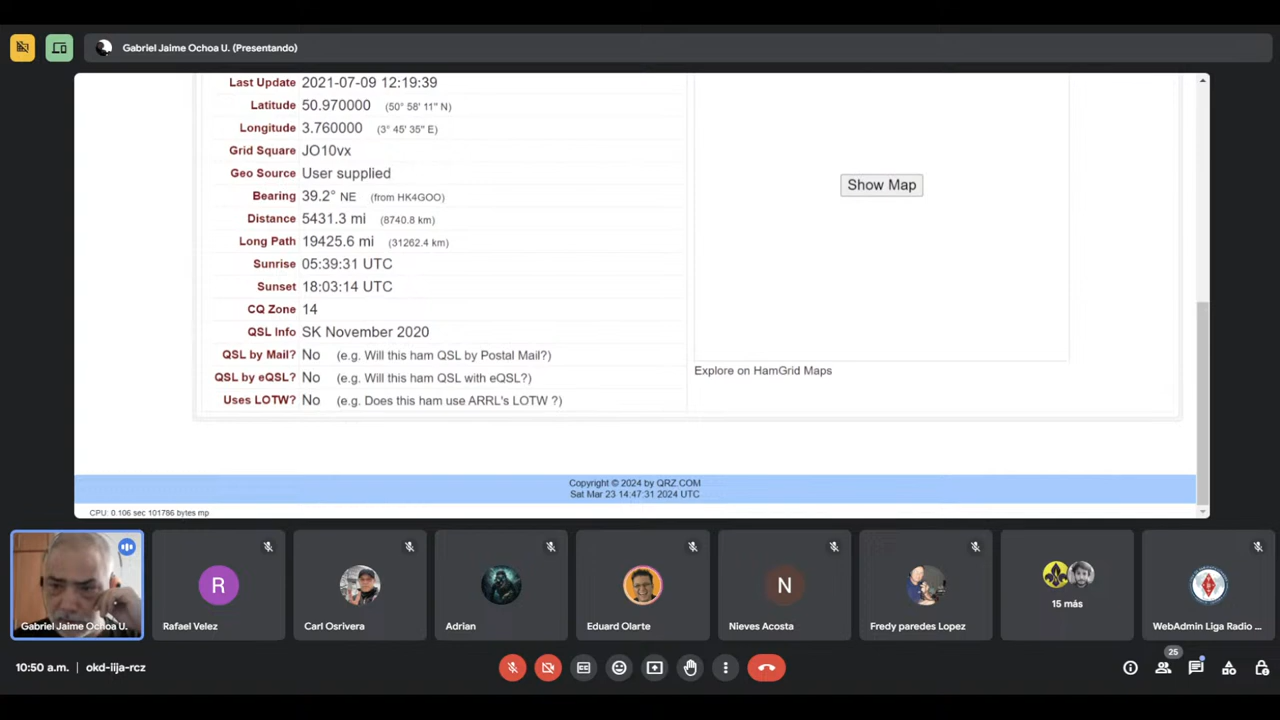 Gabriel Jaime Ochoa U. (Presentando)
Last Update 2021-07-09 12:19:39
Latitude 50.970000 (50° 58' 11" N)
Longitude 3.760000 (3° 45' 35" E)
Grid Square JO10vx
Geo Source User supplied
Bearing 39.2° NE (from HK4GOO)
Distance 5431.3 mi (8740.8 km)
Long Path 19425.6 mi (31262.4 km)
Sunrise 05:39:31 UTC
Sunset 18:03:14 UTC
CQ Zone 14
QSL Info SK November 2020
QSL by Mail? No (e.g. Will this ham QSL by Postal Mail?)
QSL by eQSL? No (e.g. Will this ham QSL with eQSL?)
Uses LOTW? No (e.g. Does this ham use ARRL's LOTW ?)
Show Map
Explore on HamGrid Maps
Copyright © 2024 by QRZ.COM
Sat Mar 23 14:47:31 2024 UTC
CPU: 0.106 sec 101786 bytes mp
R
N
15 más
Gabriel Jaime Ochoa U.
Rafael Velez
Carl Osrivera
Adrian
Eduard Olarte
Nieves Acosta
Fredy paredes Lopez
WebAdmin Liga Radio ...
10:50 a.m. | okd-iija-rcz
25